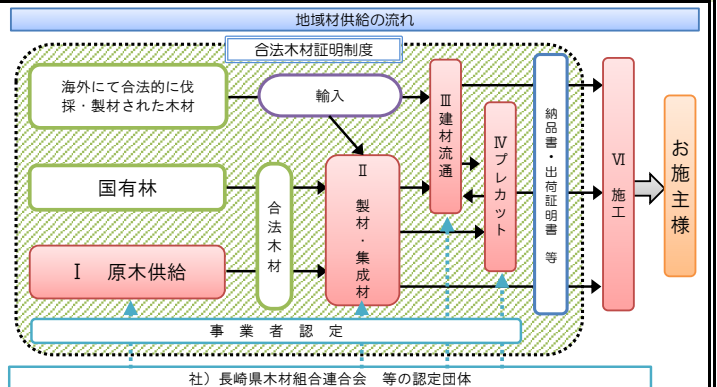 地域材供給の流れ
合法木材証明制度
海外にて合法的に伐
採・製材された木材
輸入
Ⅲ建材流通
Ⅳプレカット
納品書・出荷証明書 等
Ⅵ 施工
お施主様
国有林
合法木材
Ⅱ 製材・集成材
Ⅰ 原木供給
事業者認定
社）長崎県木材組合連合会 等の認定団体